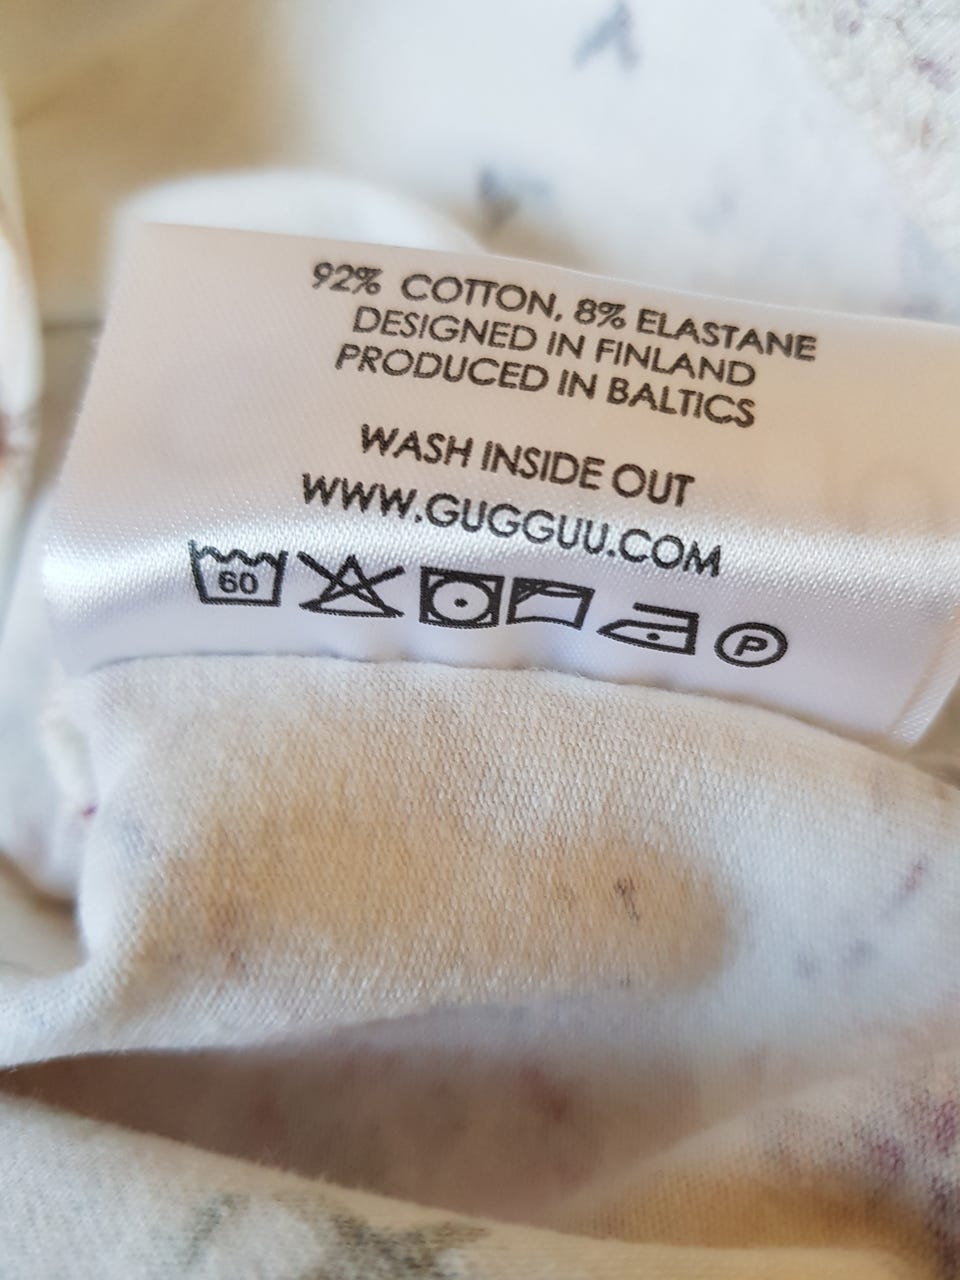 92% COTTON, 8% ELASTANE
DESIGNED IN FINLAND
PRODUCED IN BALTICS
WASH INSIDE OUT
WWW.GUGGUU.COM
60 P